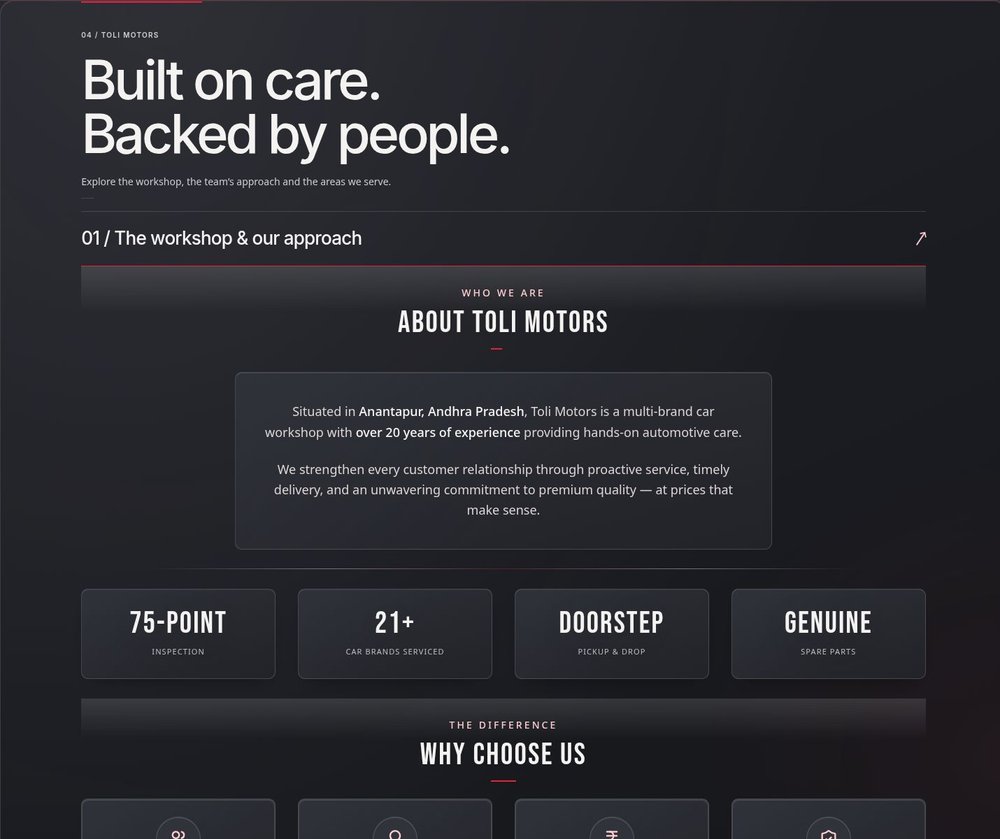 04 / TOLI MOTORS
Built on care.
Backed by people.
Explore the workshop, the team’s approach and the areas we serve.
01 / The workshop & our approach
WHO WE ARE
ABOUT TOLI MOTORS
Situated in Anantapur, Andhra Pradesh, Toli Motors is a multi-brand car
workshop with over 20 years of experience providing hands-on automotive care.
We strengthen every customer relationship through proactive service, timely
delivery, and an unwavering commitment to premium quality — at prices that
make sense.
75-POINT
INSPECTION
21+
CAR BRANDS SERVICED
DOORSTEP
PICKUP & DROP
GENUINE
SPARE PARTS
THE DIFFERENCE
WHY CHOOSE US